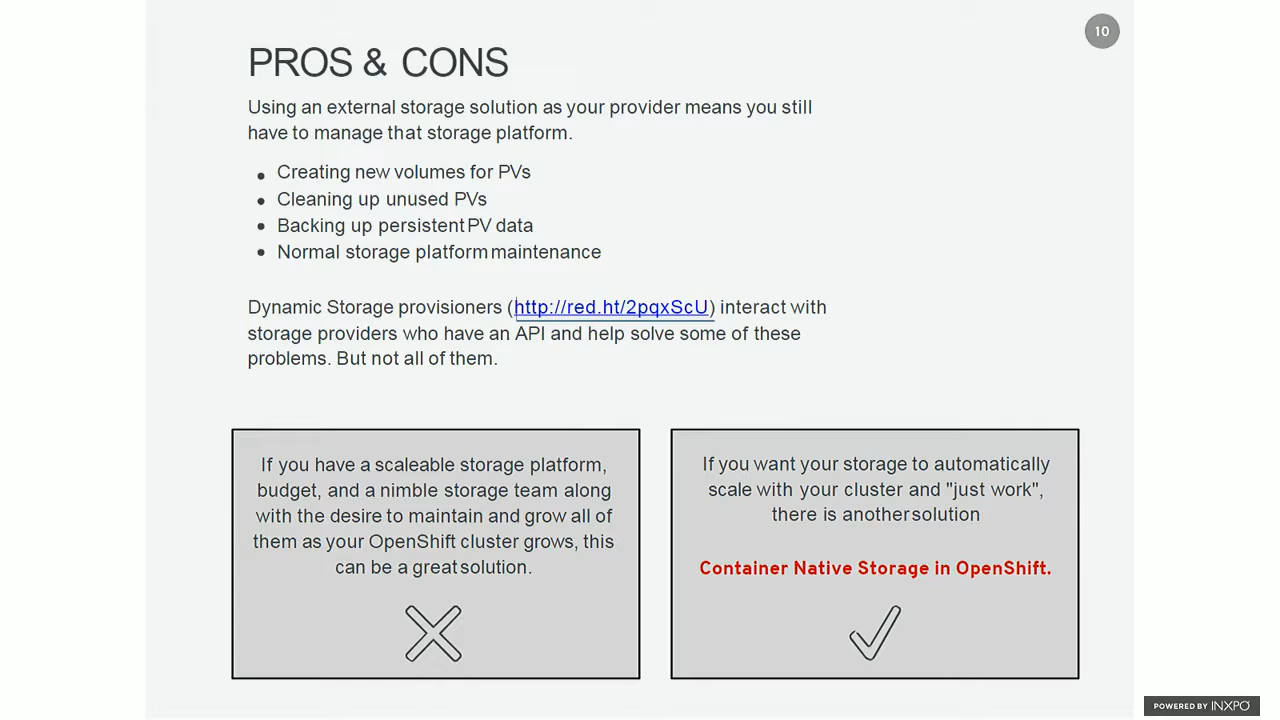 10
PROS & CONS
Using an external storage solution as your provider means you still
have to manage that storage platform.
• Creating new volumes for PVs
• Cleaning up unused PVs
• Backing up persistent PV data
• Normal storage platform maintenance
Dynamic Storage provisioners (http://red.ht/2pqxScU) interact with
storage providers who have an API and help solve some of these
problems. But not all of them.
If you have a scaleable storage platform,
budget, and a nimble storage team along
with the desire to maintain and grow all of
them as your OpenShift cluster grows, this
can be a great solution.
If you want your storage to automatically
scale with your cluster and "just work",
there is another solution
Container Native Storage in OpenShift.
POWERED BY INXPO